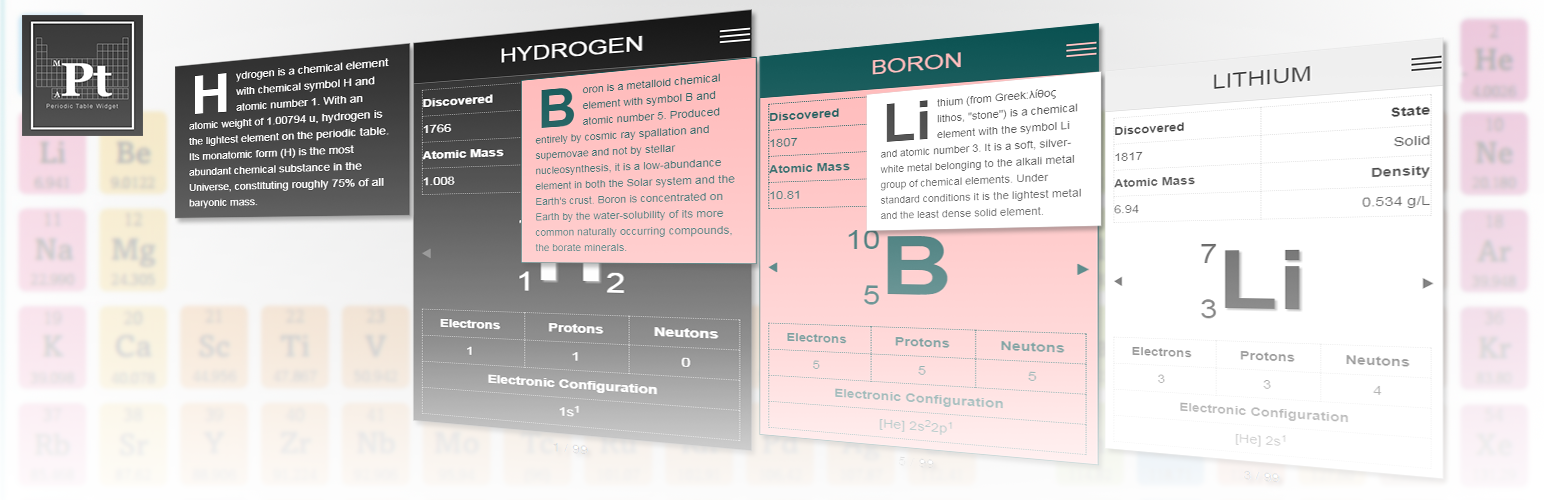 M
Pt
A
Periodic Table Widget
Hydrogen is a chemical element
with chemical symbol H and
atomic number 1. With an
atomic weight of 1.00794 u, hydrogen is
the lightest element on the periodic table.
Its monatomic form (H) is the most
abundant chemical substance in the
Universe, constituting roughly 75% of all
baryonic mass.
HYDROGEN
Discovered
1766
Atomic Mass
1.008
1
2
Electrons Protons Neutons
1 1 0
Electronic Configuration
1s1
1 / 99
Boron is a metalloid chemical
element with symbol B and
atomic number 5. Produced
entirely by cosmic ray spallation and
supernovae and not by stellar
nucleosynthesis, it is a low-abundance
element in both the Solar system and the
Earth's crust. Boron is concentrated on
Earth by the water-solubility of its more
common naturally occurring compounds,
the borate minerals.
BORON
Discovered
1807
Atomic Mass
10.81
10
B
5
Electrons Protons Neutons
5 5 5
Electronic Configuration
[He] 2s22p1
5 / 99
Lithium (from Greek:λίθος
lithos, "stone") is a chemical
element with the symbol Li
and atomic number 3. It is a soft, silver-
white metal belonging to the alkali metal
group of chemical elements. Under
standard conditions it is the lightest metal
and the least dense solid element.
LITHIUM
Discovered State
1817 Solid
Atomic Mass Density
6.94 0.534 g/L
7
Li
3
Electrons Protons Neutons
3 3 4
Electronic Configuration
[He] 2s1
3 / 99
2
He
4.0026
Li Be
6.941 9.0122
10
Ne
20.180
11 12
Na Mg
22.990 24.305
18
Ar
39.948
19 20 21 22 23
K Ca Sc Ti V
36
Kr
37 38 39 40 41
Rb Sr Y Zr Nb Mo Tc Ru Rh Pd Ag
54
Xe